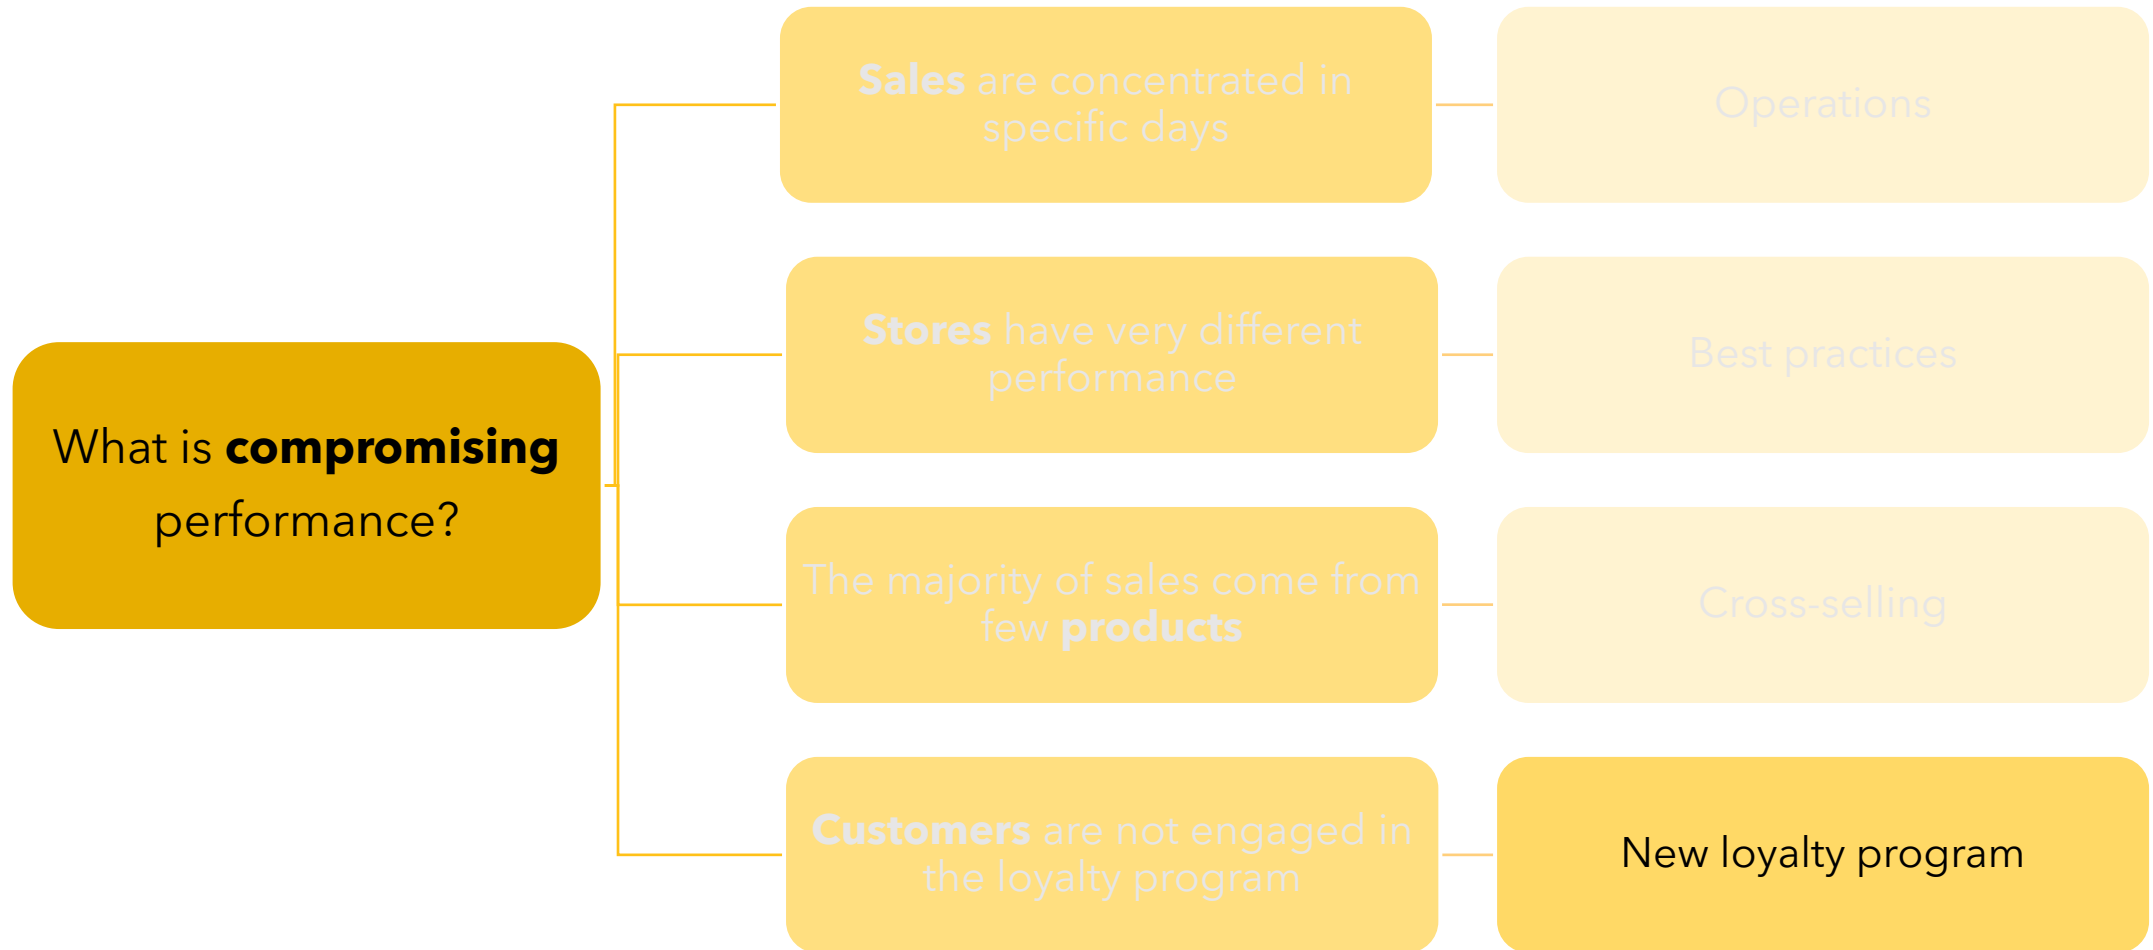 Sales are concentrated in
specific days
Operations
Stores have very different
performance
Best practices
What is compromising
performance?
The majority of sales come from
few products
Cross-selling
Customers are not engaged in
the loyalty program
New loyalty program